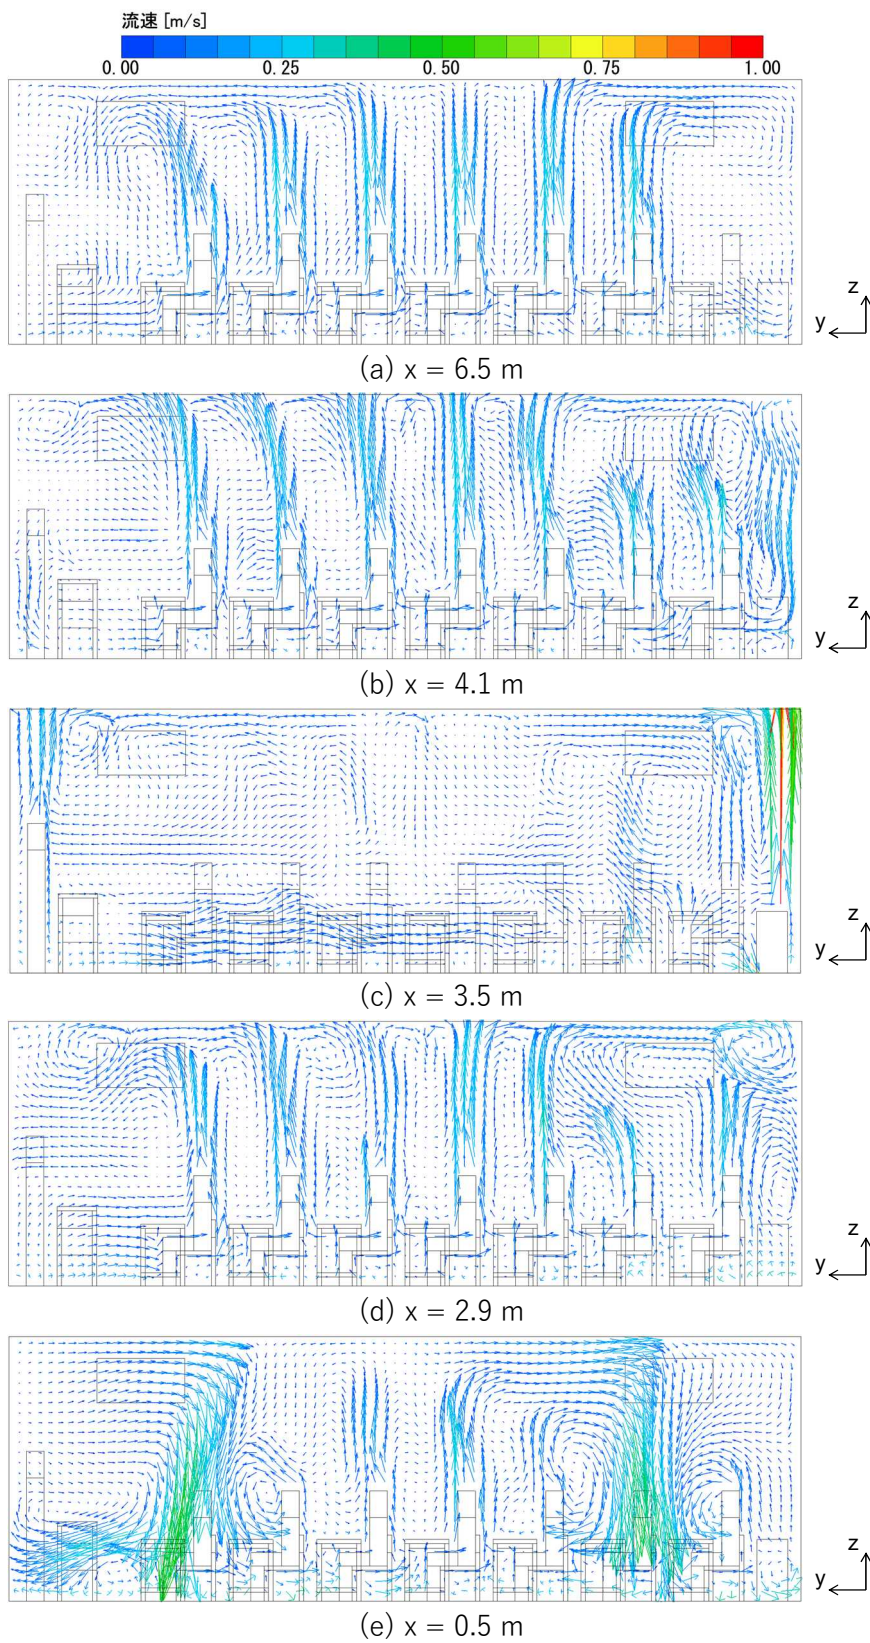 流速 [m/s]
0.00 0.25 0.50 0.75 1.00
z
y
(a) x = 6.5 m
z
y
(b) x = 4.1 m
z
y
(c) x = 3.5 m
z
y
(d) x = 2.9 m
z
y
(e) x = 0.5 m